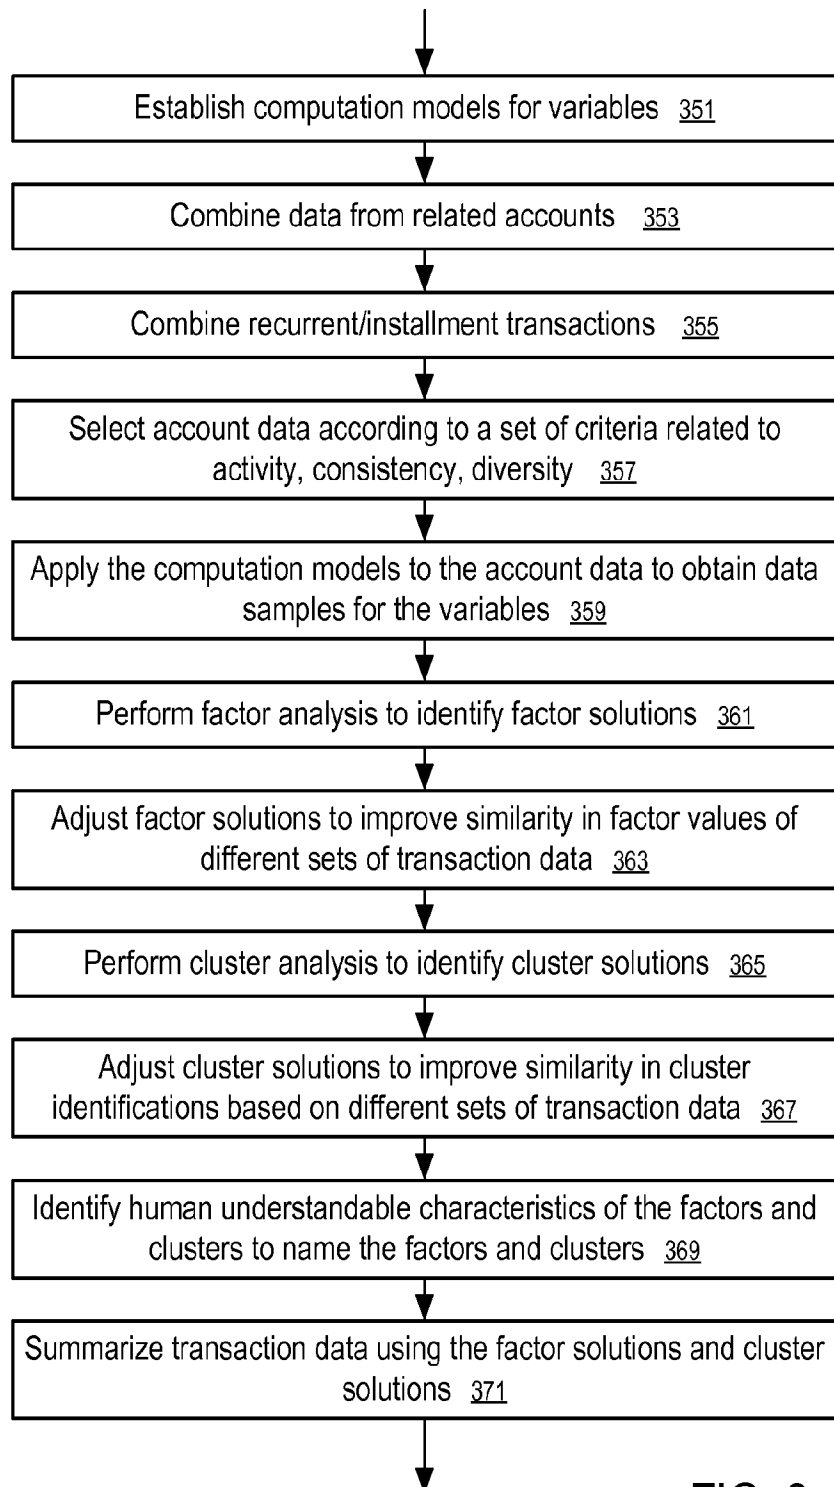 Establish computation models for variables 351
Combine data from related accounts 353
Combine recurrent/installment transactions 355
Select account data according to a set of criteria related to
activity, consistency, diversity 357
Apply the computation models to the account data to obtain data
samples for the variables 359
Perform factor analysis to identify factor solutions 361
Adjust factor solutions to improve similarity in factor values of
different sets of transaction data 363
Perform cluster analysis to identify cluster solutions 365
Adjust cluster solutions to improve similarity in cluster
identifications based on different sets of transaction data 367
Identify human understandable characteristics of the factors and
clusters to name the factors and clusters 369
Summarize transaction data using the factor solutions and cluster
solutions 371